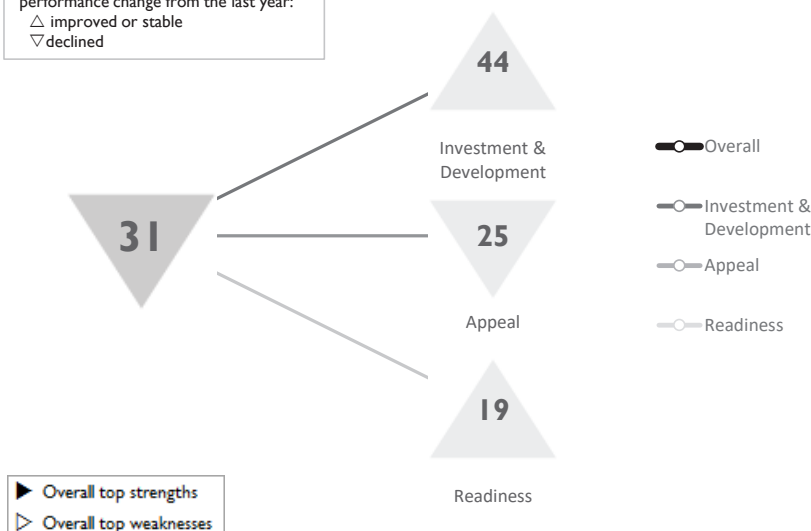 performance change from the last year:
△ improved or stable
▽ declined
44
Investment &
Development
31
25
Appeal
19
Readiness
Overall
Investment &
Development
Appeal
Readiness
▶ Overall top strengths
▷ Overall top weaknesses